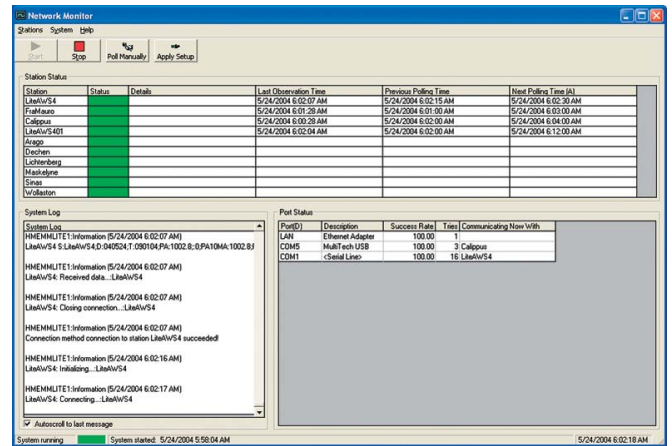 Network Monitor
Stations System Help
Start Stop Poll Manually Apply Setup
Station Status
Station Status Details Last Observation Time Previous Polling Time Next Polling Time (A)
LiteAWS4 5/24/2004 6:02:07 AM 5/24/2004 6:02:15 AM 5/24/2004 6:02:30 AM
FraMauro 5/24/2004 6:01:28 AM 5/24/2004 6:01:00 AM 5/24/2004 6:03:00 AM
Calippus 5/24/2004 6:00:28 AM 5/24/2004 6:02:00 AM 5/24/2004 6:04:00 AM
LiteAWS401 5/24/2004 6:02:04 AM 5/24/2004 6:02:00 AM 5/24/2004 6:12:00 AM
Arago
Dechen
Lichtenberg
Maskelyne
Sinas
Wollaston
System Log
System Log
HMEMMLITE1:Information (5/24/2004 6:02:07 AM)
LiteAWS4 S:LiteAWS4;D:040524;T:090104;PA:1002.8;;0;PA10MA:1002.8;
HMEMMLITE1:Information (5/24/2004 6:02:07 AM)
LiteAWS4: Received data...:LiteAWS4
HMEMMLITE1:Information (5/24/2004 6:02:07 AM)
LiteAWS4: Closing connection...:LiteAWS4
HMEMMLITE1:Information (5/24/2004 6:02:07 AM)
Connection method connection to station LiteAWS4 succeeded!
HMEMMLITE1:Information (5/24/2004 6:02:16 AM)
LiteAWS4: Initializing...:LiteAWS4
HMEMMLITE1:Information (5/24/2004 6:02:17 AM)
LiteAWS4: Connecting...:LiteAWS4
Autoscroll to last message
Port Status
Port(D) Description Success Rate Tries Communicating Now With
LAN Ethernet Adapter 100.00 1
COM5 MultiTech USB 100.00 3 Calippus
COM1 <Serial Line> 100.00 16 LiteAWS4
System running System started: 5/24/2004 5:58:04 AM 5/24/2004 6:02:18 AM